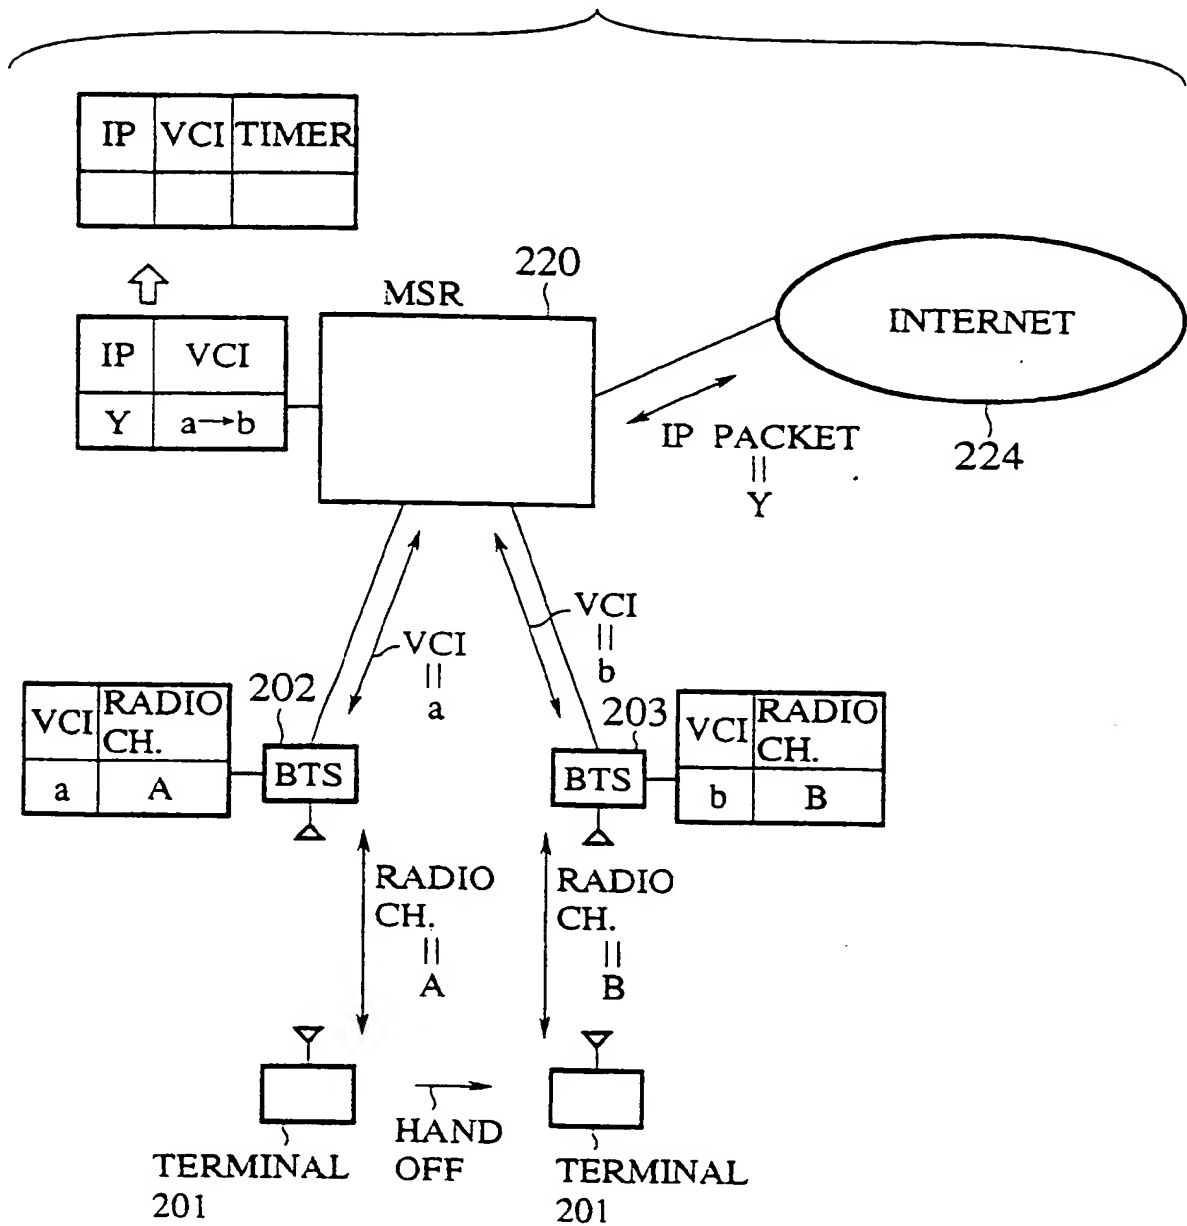 IP VCI TIMER
220
MSR
INTERNET
IP VCI
Y a→b
IP PACKET
=
Y
224
VCI
=
b
VCI
=
a
202
203
VCI RADIO CH.
a A
BTS
BTS
VCI RADIO CH.
b B
RADIO
CH.
=
A
RADIO
CH.
=
B
HAND
OFF
TERMINAL
201
TERMINAL
201